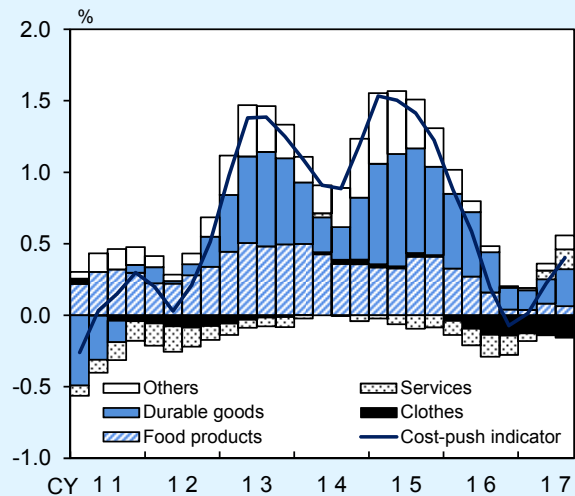 %
2.0
1.5
1.0
0.5
0.0
-0.5
-1.0
Others Services
Durable goods Clothes
Food products Cost-push indicator
CY 11 12 13 14 15 16 17